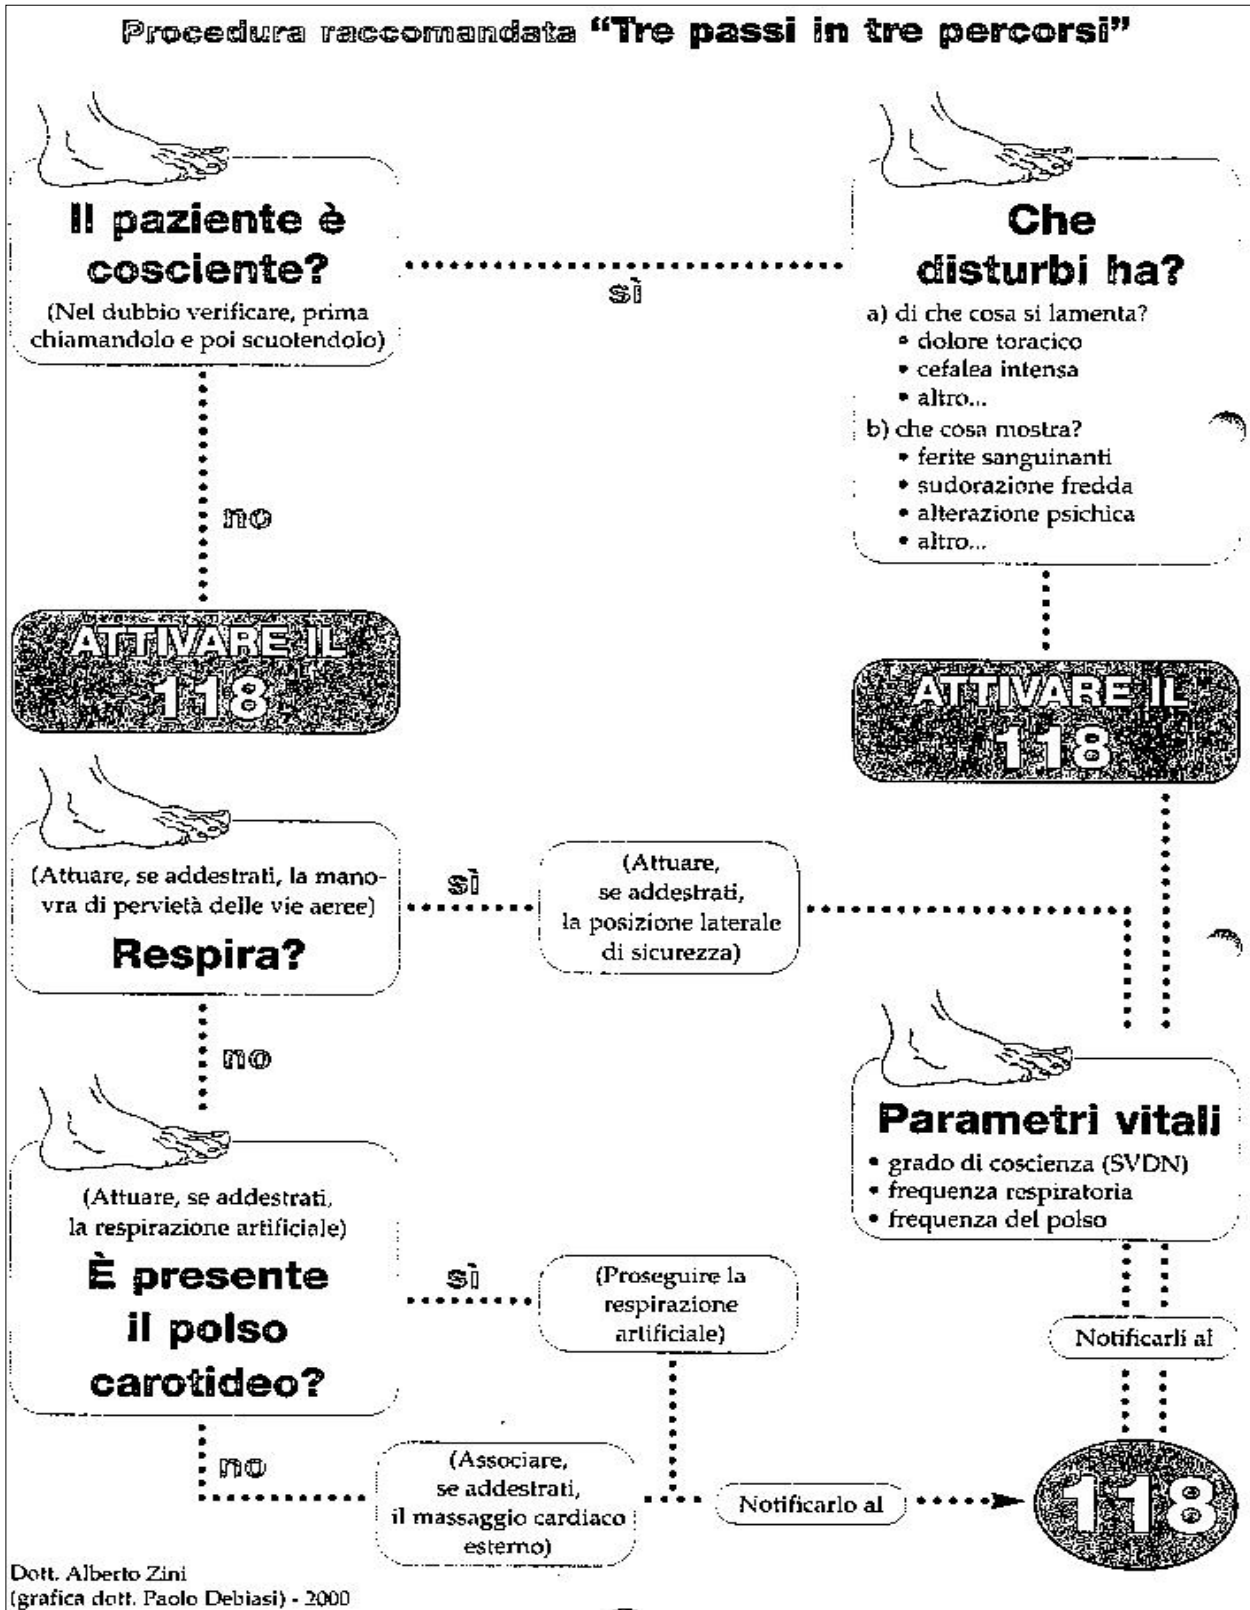 Procedura raccomandata “Tre passi in tre percorsi”
Il paziente è
cosciente?
(Nel dubbio verificare, prima
chiamandolo e poi scuotendolo)
sì
Che
disturbi ha?
a) di che cosa si lamenta?
• dolore toracico
• cefalea intensa
• altro...
b) che cosa mostra?
• ferite sanguinanti
• sudorazione fredda
• alterazione psichica
• altro...
no
ATTIVARE IL
118
ATTIVARE IL
118
(Attuare, se addestrati, la mano-
vra di pervietà delle vie aeree)
Respira?
sì
(Attuare,
se addestrati,
la posizione laterale
di sicurezza)
no
(Attuare, se addestrati,
la respirazione artificiale)
È presente
il polso
carotideo?
sì
(Proseguire la
respirazione
artificiale)
Parametri vitali
• grado di coscienza (SVDN)
• frequenza respiratoria
• frequenza del polso
Notificarli al
no
(Associare,
se addestrati,
il massaggio cardiaco
esterno)
Notificarlo al
118
Dott. Alberto Zini
(grafica dott. Paolo Debiasi) - 2000